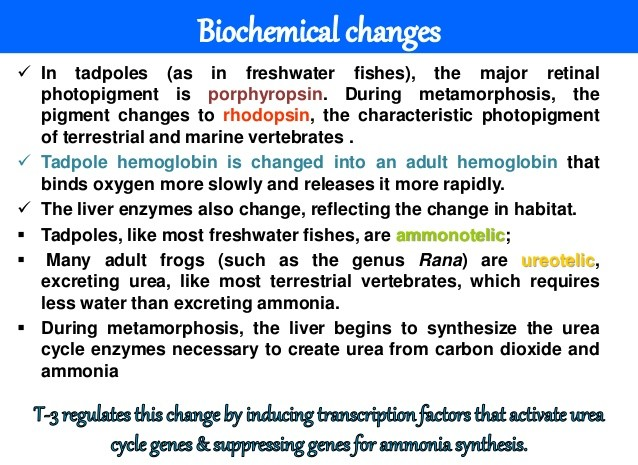 Biochemical changes
✓ In tadpoles (as in freshwater fishes), the major retinal
photopigment is porphyropsin. During metamorphosis, the
pigment changes to rhodopsin, the characteristic photopigment
of terrestrial and marine vertebrates .
✓ Tadpole hemoglobin is changed into an adult hemoglobin that
binds oxygen more slowly and releases it more rapidly.
✓ The liver enzymes also change, reflecting the change in habitat.
▪ Tadpoles, like most freshwater fishes, are ammonotelic;
▪ Many adult frogs (such as the genus Rana) are ureotelic,
excreting urea, like most terrestrial vertebrates, which requires
less water than excreting ammonia.
▪ During metamorphosis, the liver begins to synthesize the urea
cycle enzymes necessary to create urea from carbon dioxide and
ammonia
T-3 regulates this change by inducing transcription factors that activate urea
cycle genes & suppressing genes for ammonia synthesis.